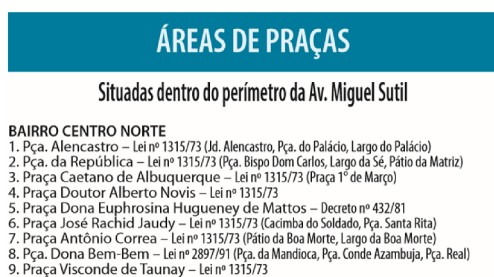 ÁREAS DE PRAÇAS
Situadas dentro do perímetro da Av. Miguel Sutil
BAIRRO CENTRO NORTE
1. Pça. Alencastro – Lei nº 1315/73 (Jd. Alencastro, Pça. do Palácio, Largo do Palácio)
2. Pça. da República – Lei nº 1315/73 (Pça. Bispo Dom Carlos, Largo da Sé, Pátio da Matriz)
3. Praça Caetano de Albuquerque – Lei nº 1315/73 (Praça 1º de Março)
4. Praça Doutor Alberto Novis – Lei nº 1315/73
5. Praça Dona Euphrosina Hugueney de Mattos – Decreto nº 432/81
6. Praça José Rachid Jaudy – Lei nº 1315/73 (Cacimba do Soldado, Pça. Santa Rita)
7. Praça Antônio Correa – Lei nº 1315/73 (Pátio da Boa Morte, Largo da Boa Morte)
8. Pça. Dona Bem-Bem – Lei nº 2897/91 (Pça. da Mandioca, Pça. Conde Azambuja, Pça. Real)
9. Praça Visconde de Taunay – Lei nº 1315/73